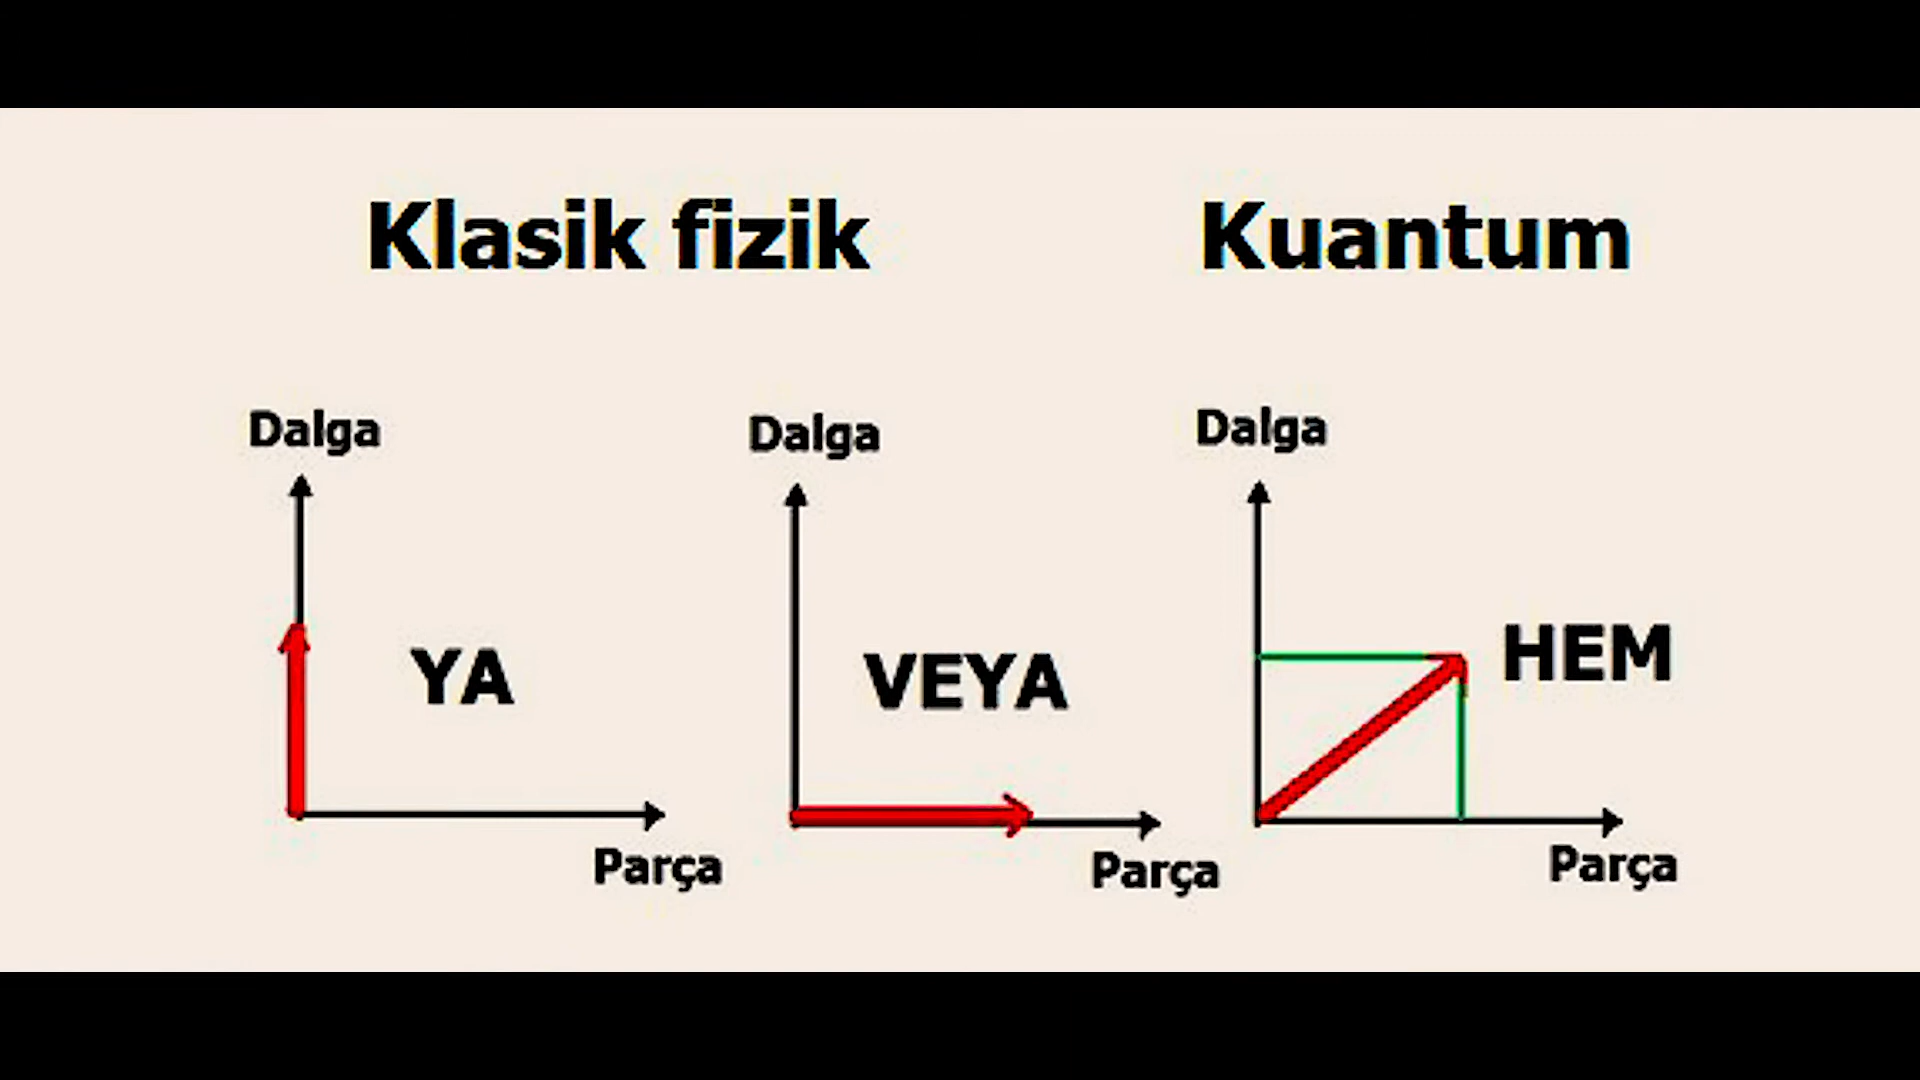 Klasik fizik
Kuantum
Dalga
YA
Parça
Dalga
VEYA
Parça
Dalga
HEM
Parça